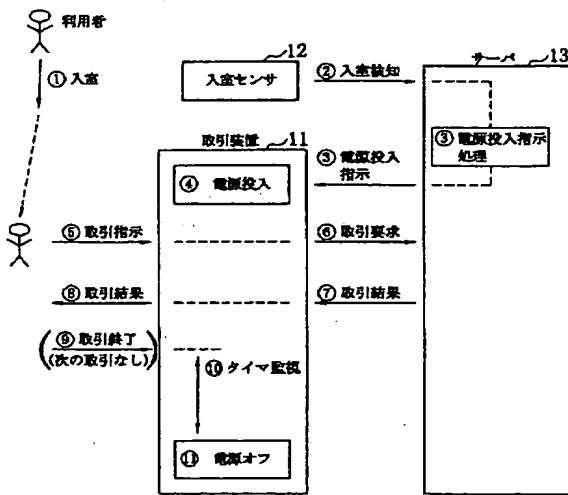 利用者
① 入室
12
入室センサ
② 入室検知
サーバ
13
③ 電源投入指示
処理
取引装置
11
③ 電源投入
指示
④ 電源投入
⑤ 取引指示
⑥ 取引要求
⑧ 取引結果
⑦ 取引結果
⑨ 取引終了
(次の取引なし)
⑩ タイマ監視
⑪ 電源オフ